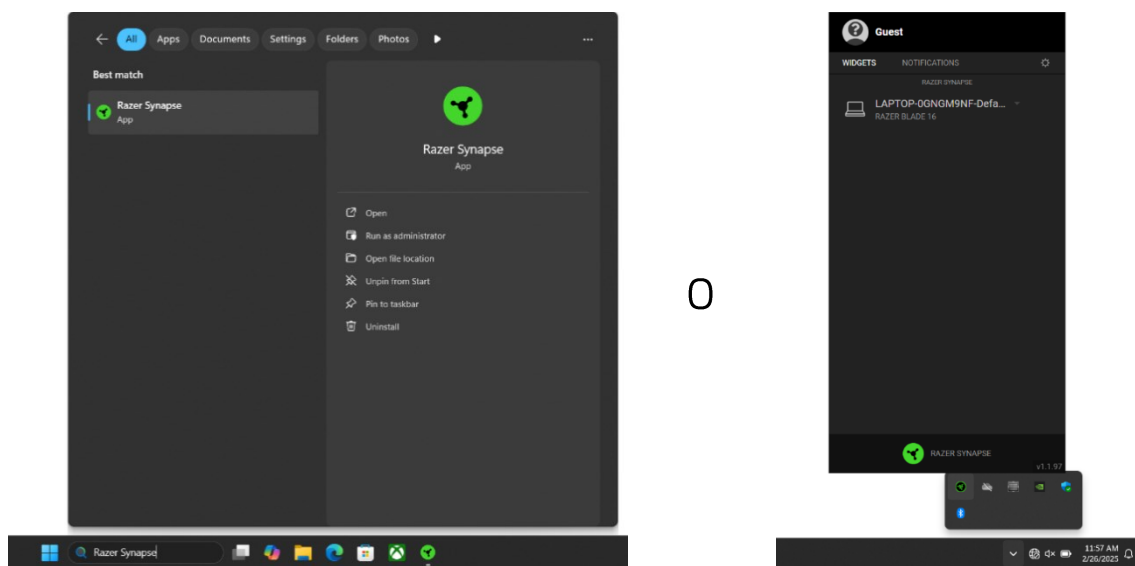 All Apps Documents Settings Folders Photos
Best match
Razer Synapse
App
Razer Synapse
App
Open
Run as administrator
Open file location
Unpin from Start
Pin to taskbar
Uninstall
Razer Synapse
O
Guest
WIDGETS NOTIFICATIONS
RAZER SYNAPSE
LAPTOP-0GNGM9NF-Defa...
RAZER BLADE 16
RAZER SYNAPSE
v1.1.97
11:57 AM
2/26/2025